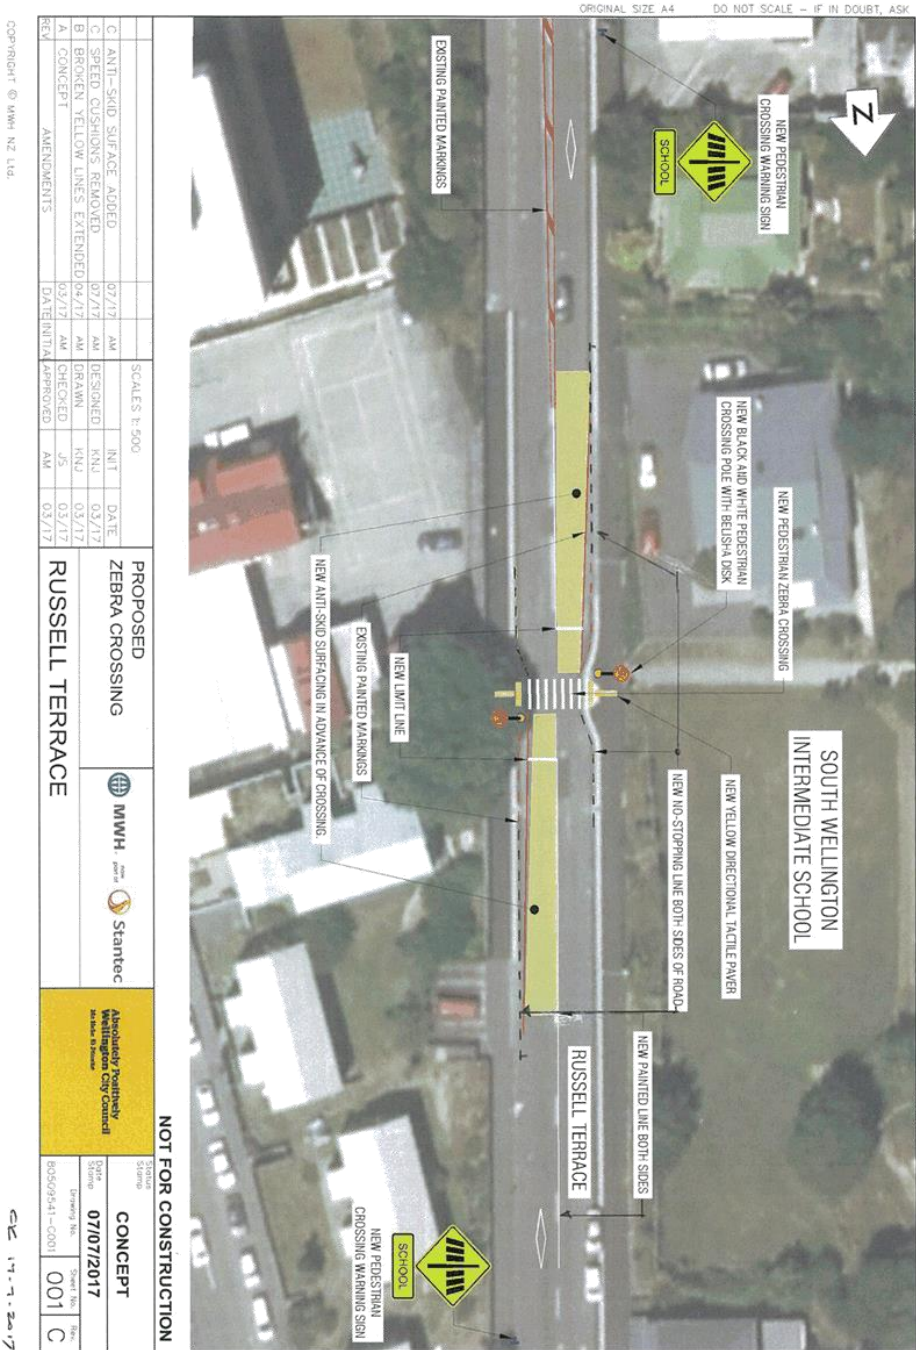 ORIGINAL SIZE A4
DO NOT SCALE – IF IN DOUBT, ASK
Z
NEW PEDESTRIAN
CROSSING WARNING SIGN
SCHOOL
EXISTING PAINTED MARKINGS
NEW BLACK AND WHITE PEDESTRIAN
CROSSING POLE WITH BELISHA DISK
NEW PEDESTRIAN ZEBRA CROSSING
SOUTH WELLINGTON
INTERMEDIATE SCHOOL
NEW YELLOW DIRECTIONAL TACTILE PAVER
NEW NO-STOPPING LINE BOTH SIDES OF ROAD
NEW PAINTED LINE BOTH SIDES
RUSSELL TERRACE
NEW LIMIT LINE
EXISTING PAINTED MARKINGS
NEW ANTI-SKID SURFACING IN ADVANCE OF CROSSING.
SCHOOL
NEW PEDESTRIAN
CROSSING WARNING SIGN
NOT FOR CONSTRUCTION
C ANTI-SKID SUFACE ADDED 07/17 AM
C SPEED CUSHIONS REMOVED 07/17 AM
B BROKEN YELLOW LINES EXTENDED 04/17 AM
A CONCEPT 03/17 AM
REV AMENDMENTS DATE INITIAL
SCALES 1: 500
INIT DATE
DESIGNED KNJ 03/17
DRAWN KNJ 03/17
CHECKED JS 03/17
APPROVED AM 03/17
PROPOSED
ZEBRA CROSSING
RUSSELL TERRACE
MWH now part of Stantec
Absolutely Positively
Wellington City Council
Me Heke Ki Pōneke
Status Stamp CONCEPT
Date Stamp 07/07/2017
Drawing No. 80509541-C001
Sheet No. 001
Rev. C
COPYRIGHT © MWH NZ Ltd.
17-7-2017